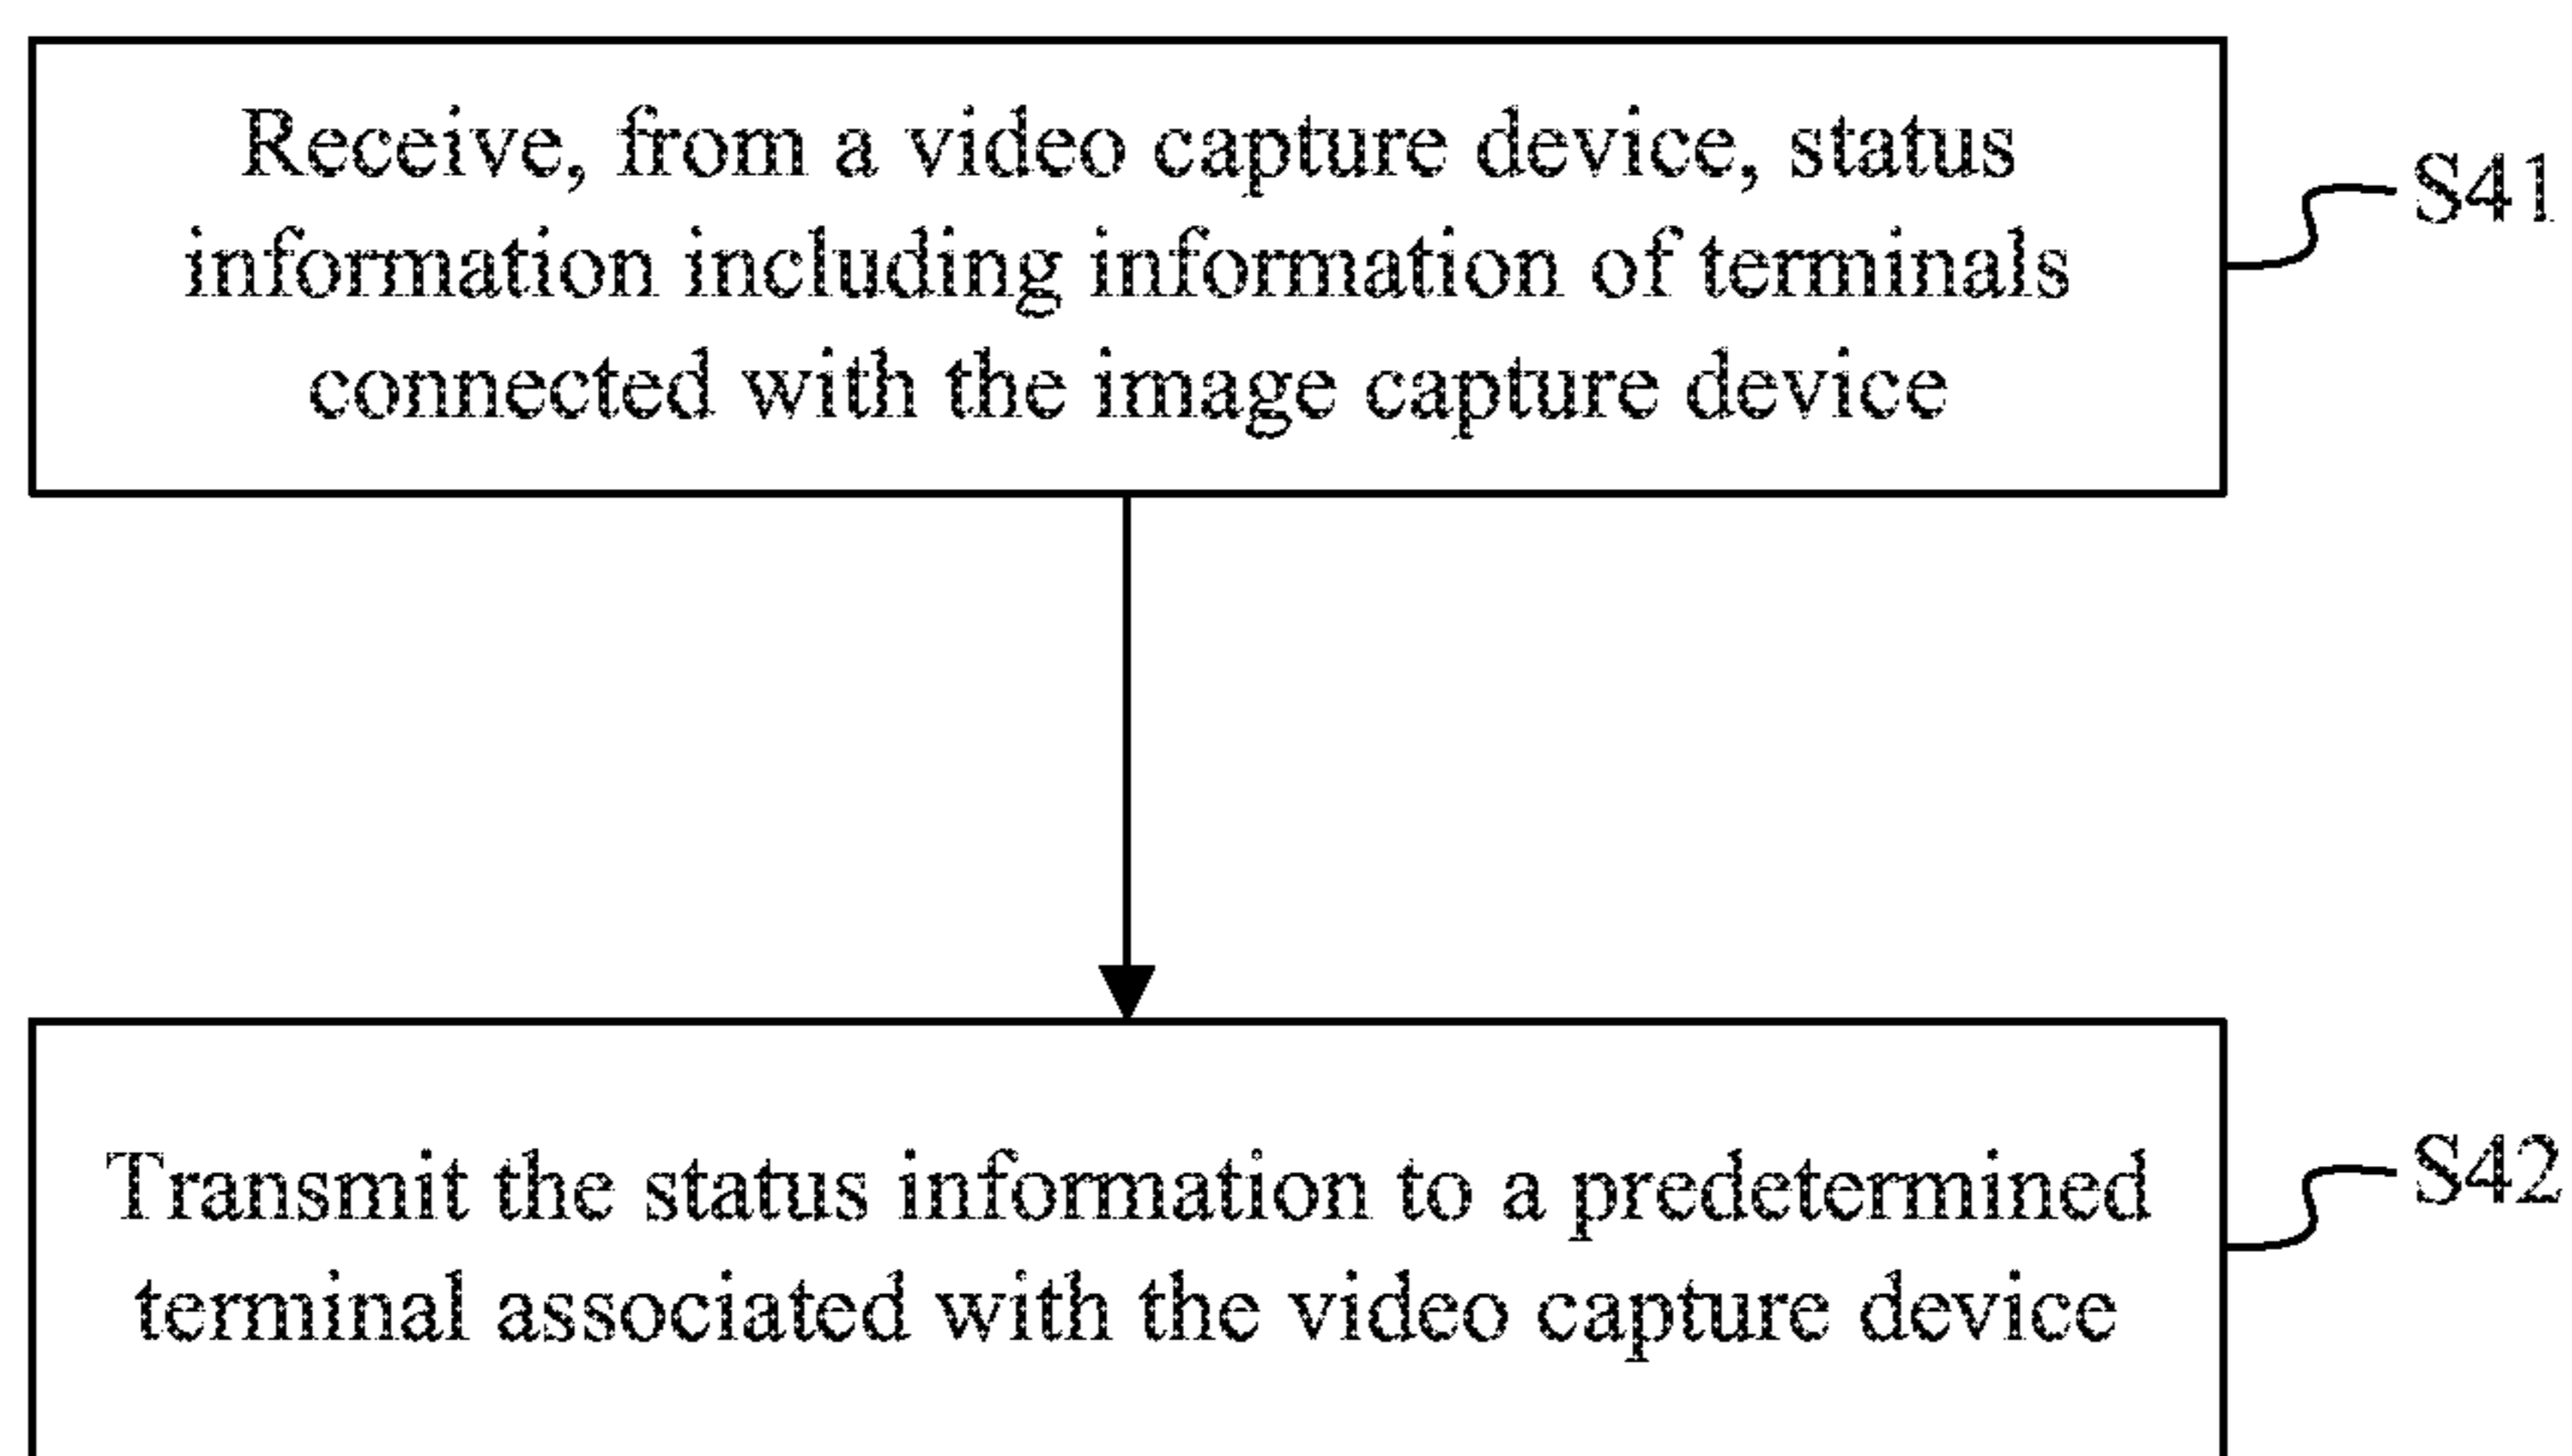 Receive, from a video capture device, status
information including information of terminals
connected with the image capture device
S41
Transmit the status information to a predetermined
terminal associated with the video capture device
S42